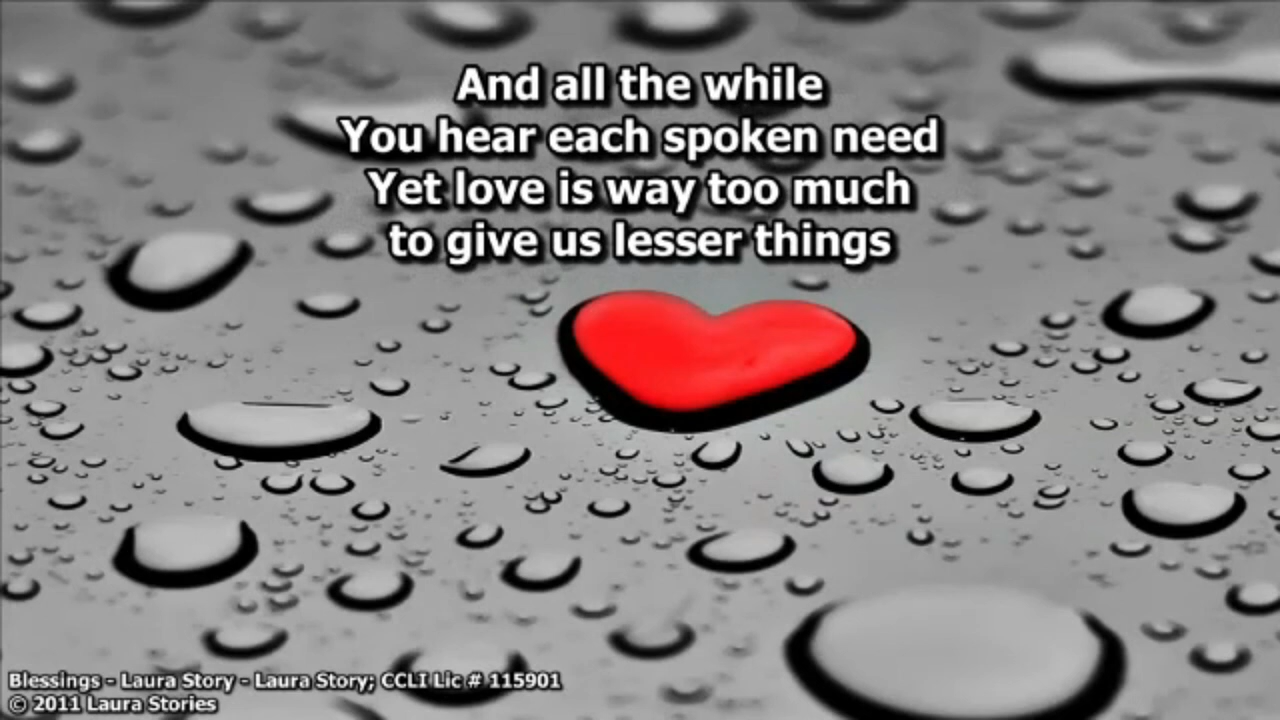 And all the while
You hear each spoken need
Yet love is way too much
to give us lesser things
Blessings - Laura Story - Laura Story; CCLI Lic # 115901
© 2011 Laura Stories